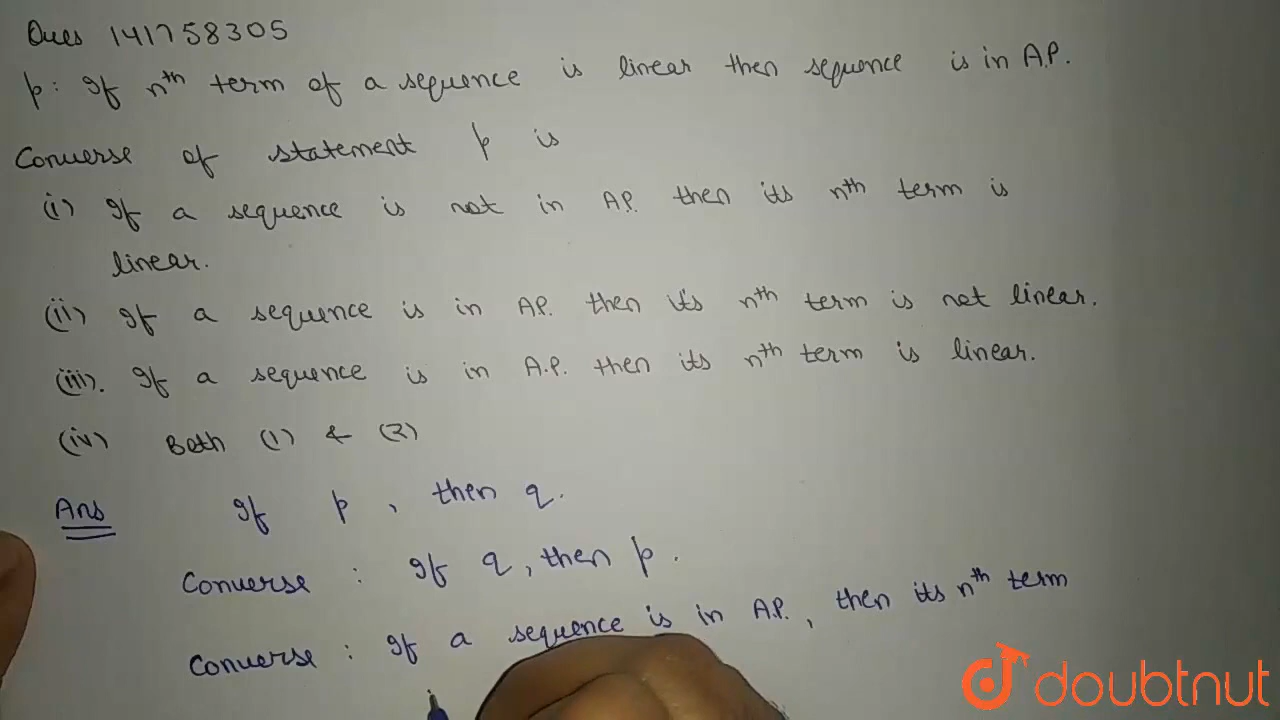 Ques 141758305
p: If nth term of a sequence is linear then sequence is in A.P.
Converse of statement p is
(i) If a sequence is not in A.P. then its nth term is
linear.
(ii) If a sequence is in A.P. then it's nth term is not linear.
(iii). If a sequence is in A.P. then its nth term is linear.
(iv) Both (1) & (2)
Ans If p, then q.
Converse : If q, then p.
Converse : If a sequence is in A.P., then its nth term
doubtnut